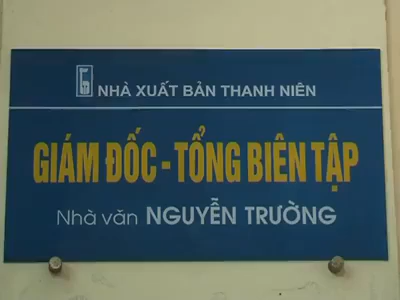 NHÀ XUẤT BẢN THANH NIÊN
GIÁM ĐỐC - TỔNG BIÊN TẬP
Nhà văn NGUYỄN TRƯỜNG